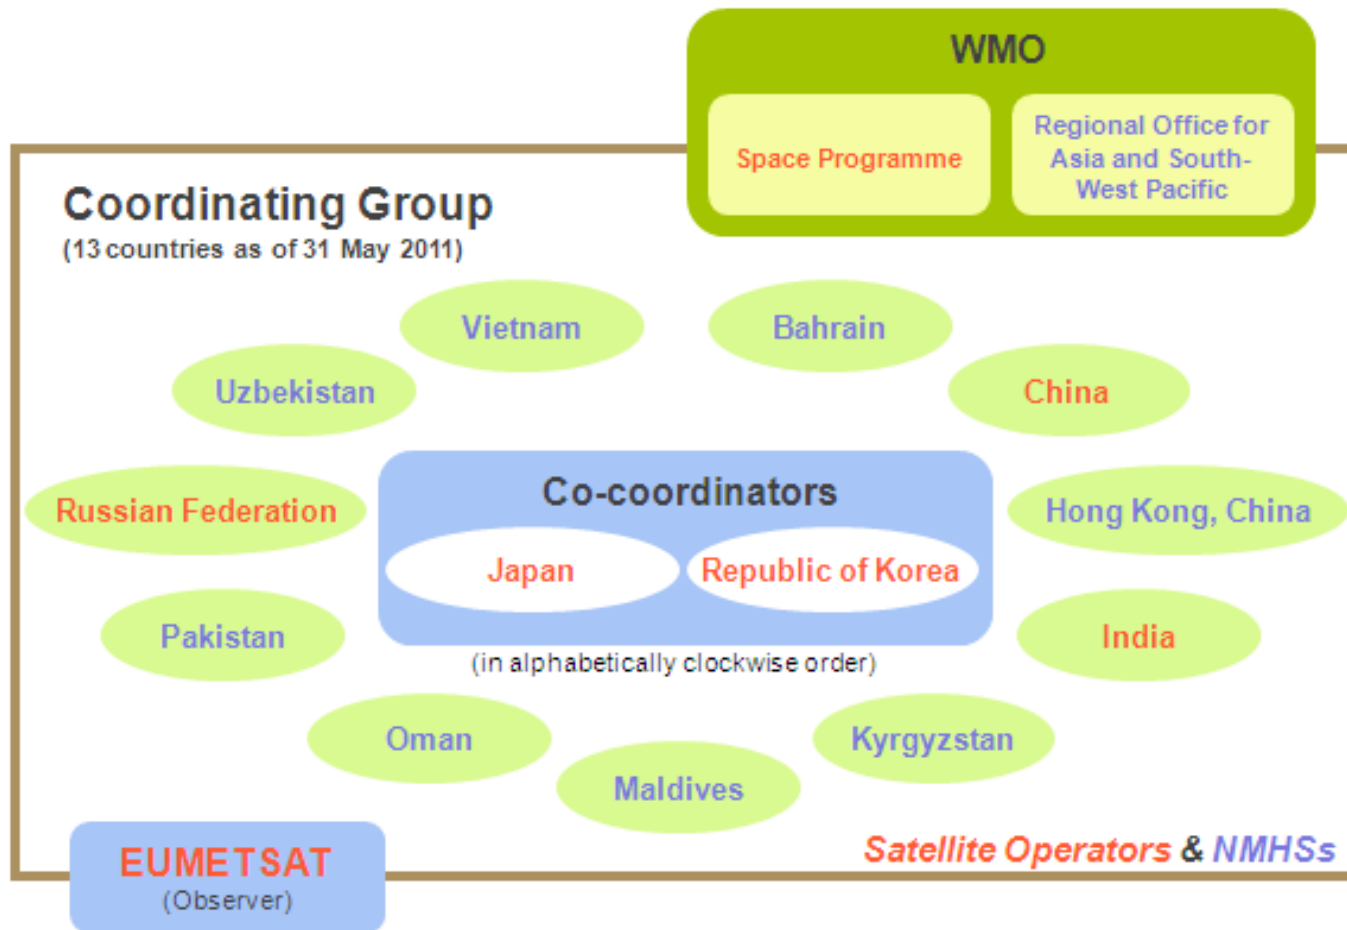 WMO
Space Programme
Regional Office for
Asia and South-
West Pacific
Coordinating Group
(13 countries as of 31 May 2011)
Vietnam
Bahrain
Uzbekistan
China
Russian Federation
Co-coordinators
Hong Kong, China
Japan
Republic of Korea
Pakistan
India
(in alphabetically clockwise order)
Oman
Kyrgyzstan
Maldives
EUMETSAT
(Observer)
Satellite Operators & NMHSs